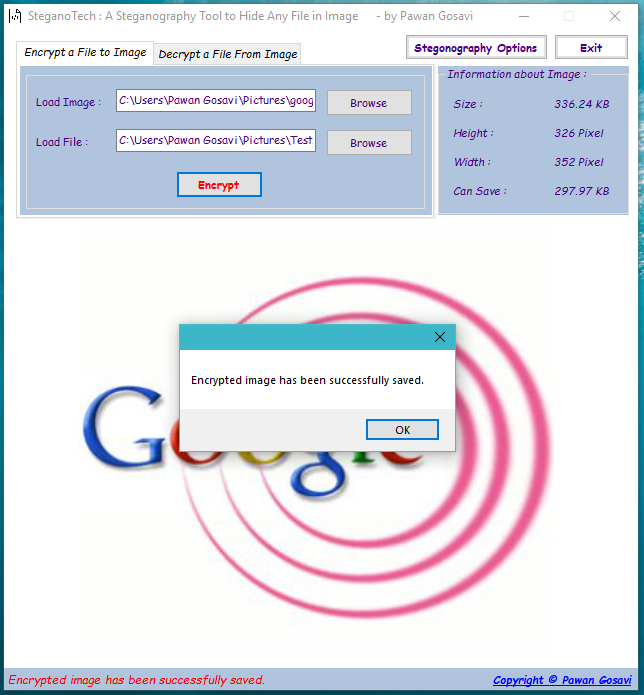 SteganoTech : A Steganography Tool to Hide Any File in Image - by Pawan Gosavi
Encrypt a File to Image
Decrypt a File From Image
Stegonography Options
Exit
Load Image :
C:\Users\Pawan Gosavi\Pictures\goog
Browse
Load File :
C:\Users\Pawan Gosavi\Pictures\Test
Browse
Encrypt
Information about Image :
Size : 336.24 KB
Height : 326 Pixel
Width : 352 Pixel
Can Save : 297.97 KB
Encrypted image has been successfully saved.
OK
Google
Encrypted image has been successfully saved.
Copyright © Pawan Gosavi